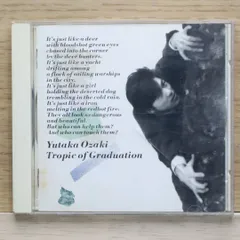 It's just like a deer
with bloodshot green eyes
chased into the corner
by the deer hunters.
It's just like a yacht
drifting among
a flock of sailing warships
in the city.
It's just like a girl
holding the deserted dog
trembling in the cold rain.
It's just like a iron
melting in the redhot fire.
They all look so dangerous
and beautiful.
But who can help them?
And who can touch them?
Yutaka Ozaki
Tropic of Graduation